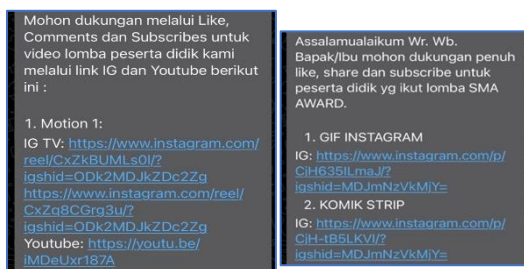 Mohon dukungan melalui Like,
Comments dan Subscribes untuk
video lomba peserta didik kami
melalui link IG dan Youtube berikut
ini :
1. Motion 1:
IG TV: https://www.instagram.com/
reel/CxZkBUMLs0l/?
igshid=ODk2MDJkZDc2Zg
https://www.instagram.com/reel/
CxZq8CGrg3u/?
igshid=ODk2MDJkZDc2Zg
Youtube: https://youtu.be/
iMDeUxr187A
Assalamualaikum Wr. Wb.
Bapak/Ibu mohon dukungan penuh
like, share dan subscribe untuk
peserta didik yg ikut lomba SMA
AWARD.
1. GIF INSTAGRAM
IG: https://www.instagram.com/p/
CjH635ILmaJ/?
igshid=MDJmNzVkMjY=
2. KOMIK STRIP
IG: https://www.instagram.com/p/
CjH-tB5LKVI/?
igshid=MDJmNzVkMjY=